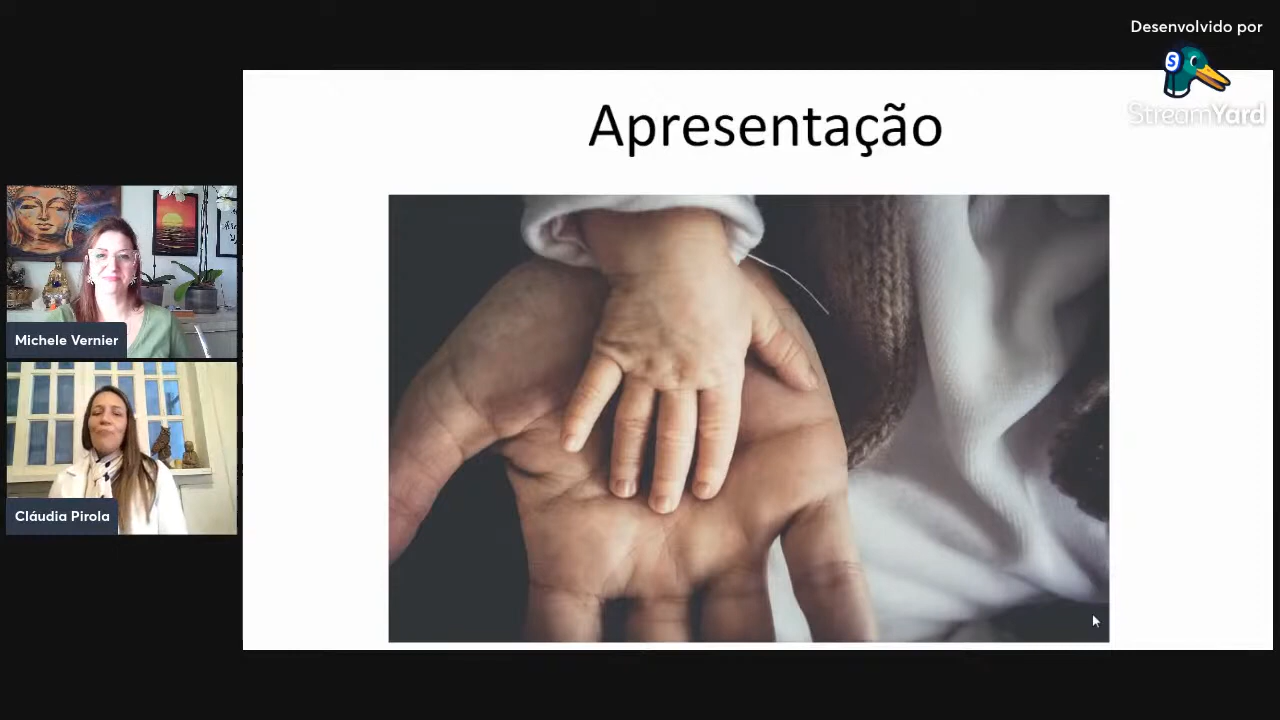 Desenvolvido por
StreamYard
Apresentação
Michele Vernier
Cláudia Pirola